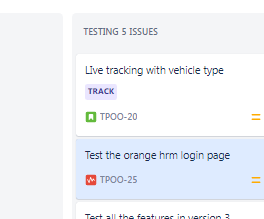 TESTING 5 ISSUES
Live tracking with vehicle type
TRACK
TPOO-20
Test the orange hrm login page
TPOO-25
Test all the features in version 3